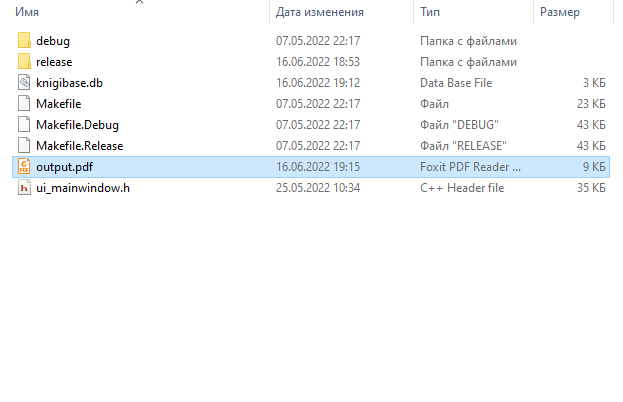 Имя Дата изменения Тип Размер
debug 07.05.2022 22:17 Папка с файлами
release 16.06.2022 18:53 Папка с файлами
knigibase.db 16.06.2022 19:12 Data Base File 3 КБ
Makefile 07.05.2022 22:17 Файл 23 КБ
Makefile.Debug 07.05.2022 22:17 Файл "DEBUG" 43 КБ
Makefile.Release 07.05.2022 22:17 Файл "RELEASE" 43 КБ
output.pdf 16.06.2022 19:15 Foxit PDF Reader ... 9 КБ
ui_mainwindow.h 25.05.2022 10:34 C++ Header file 35 КБ